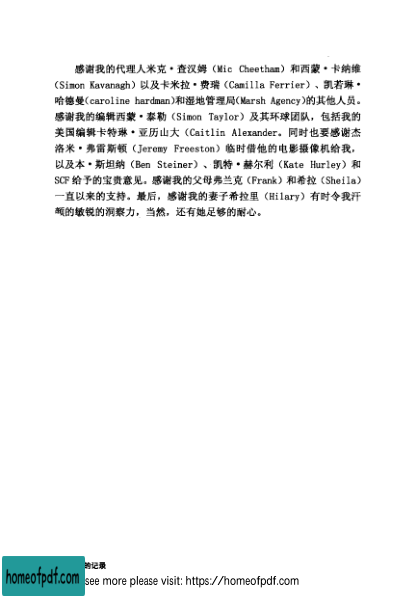 感谢我的代理人米克·查汉姆（Mic Cheetham）和西蒙·卡纳维
（Simon Kavanagh）以及卡米拉·费瑞（Camilla Ferrier）、凯若琳·
哈德曼(caroline hardman)和湿地管理局(Marsh Agency)的其他人员。
感谢我的编辑西蒙·泰勒（Simon Taylor）及其环球团队，包括我的
美国编辑卡特琳·亚历山大（Caitlin Alexander。同时也要感谢杰
洛米·弗雷斯顿（Jeremy Freeston）临时借他的电影摄像机给我，
以及本·斯坦纳（Ben Steiner）、凯特·赫尔利（Kate Hurley）和
SCF给予的宝贵意见。感谢我的父母弗兰克（Frank）和希拉（Sheila）
一直以来的支持。最后，感谢我的妻子希拉里（Hilary）有时令我汗
颜的敏锐的洞察力，当然，还有她足够的耐心。
的记录
homeofpdf.com
see more please visit: https://homeofpdf.com